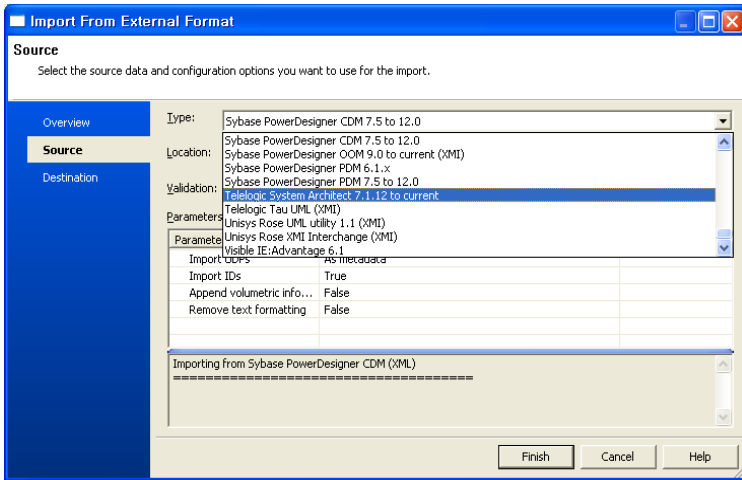 Import From External Format
Source
Select the source data and configuration options you want to use for the import.
Overview
Source
Destination
Type:
Sybase PowerDesigner CDM 7.5 to 12.0
Sybase PowerDesigner CDM 7.5 to 12.0
Location:
Sybase PowerDesigner OOM 9.0 to current (XMI)
Sybase PowerDesigner PDM 6.1.x
Sybase PowerDesigner PDM 7.5 to 12.0
Validation:
Telelogic System Architect 7.1.12 to current
Telelogic Tau UML (XMI)
Parameters
Unisys Rose UML utility 1.1 (XMI)
Unisys Rose XMI Interchange (XMI)
Paramete
Visible IE:Advantage 6.1
Import UDPs As metadata
Import IDs True
Append volumetric info... False
Remove text formatting False
Importing from Sybase PowerDesigner CDM (XML)
=====================================
Finish Cancel Help